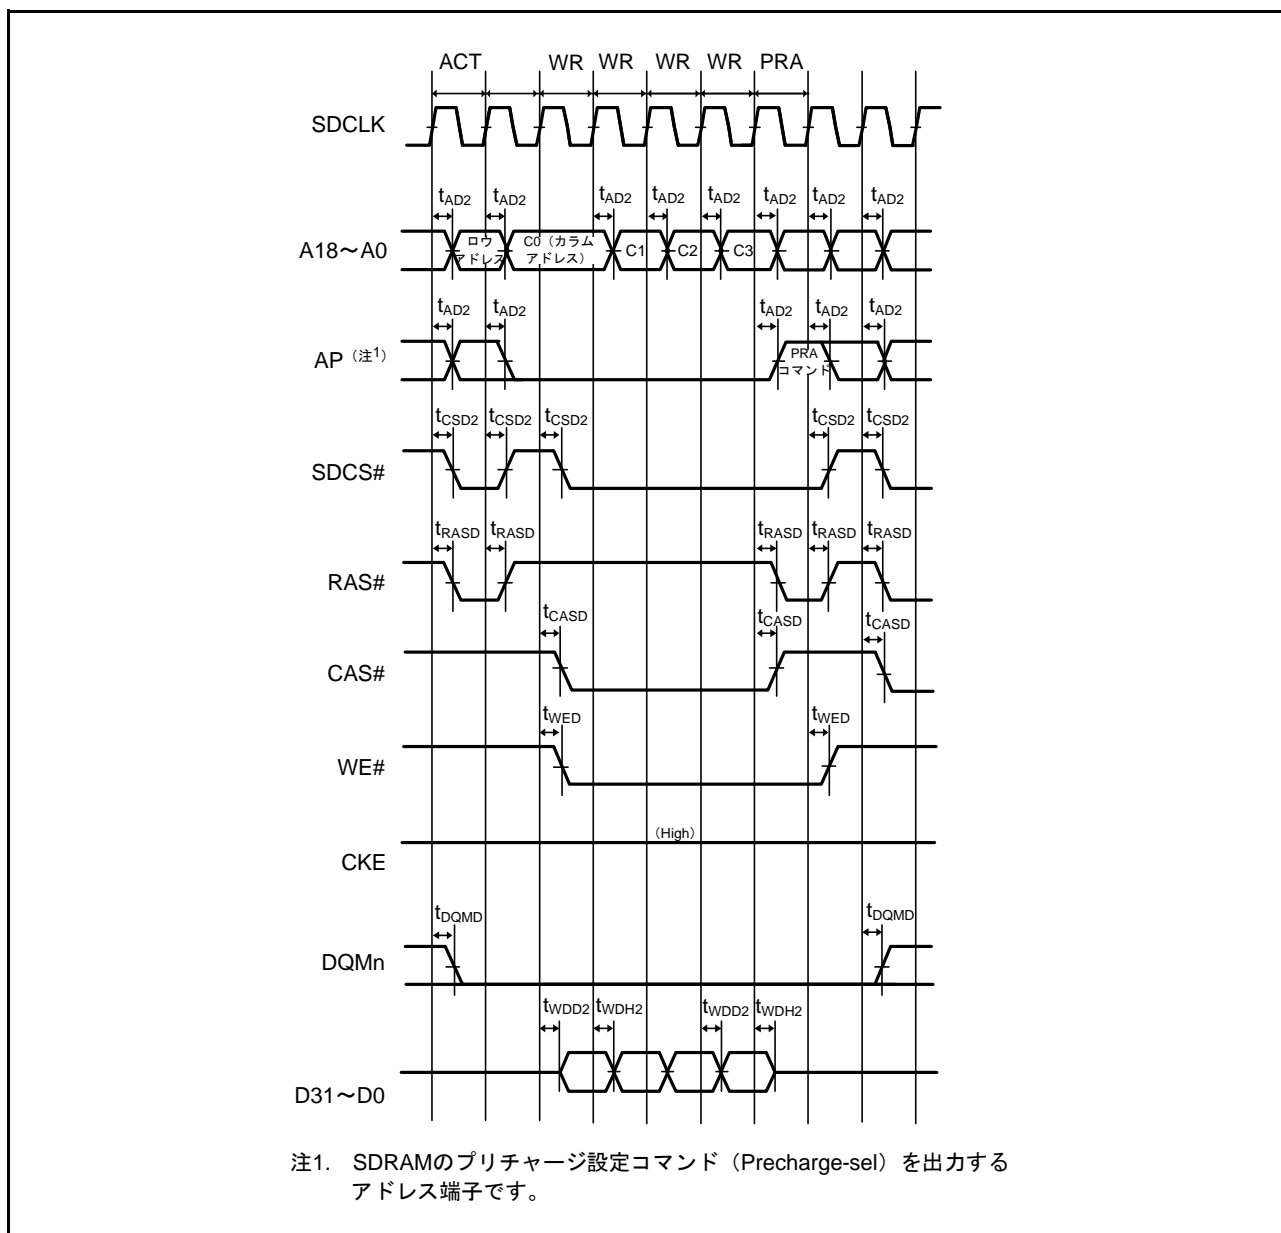 ACT WR WR WR WR PRA
SDCLK
tAD2 tAD2 tAD2 tAD2 tAD2 tAD2 tAD2 tAD2
A18～A0
ロウ
アドレス
C0（カラム
アドレス）
C1 C2 C3
tAD2 tAD2 tAD2 tAD2 tAD2
AP（注1）
PRA
コマンド
tCSD2 tCSD2 tCSD2 tCSD2 tCSD2
SDCS#
tRASD tRASD tRASD tRASD tRASD
RAS#
tCASD tCASD tCASD
CAS#
tWED tWED
WE#
（High）
CKE
tDQMD tDQMD
DQMn
tWDD2 tWDH2 tWDD2 tWDH2
D31～D0
注1. SDRAMのプリチャージ設定コマンド（Precharge-sel）を出力する
アドレス端子です。